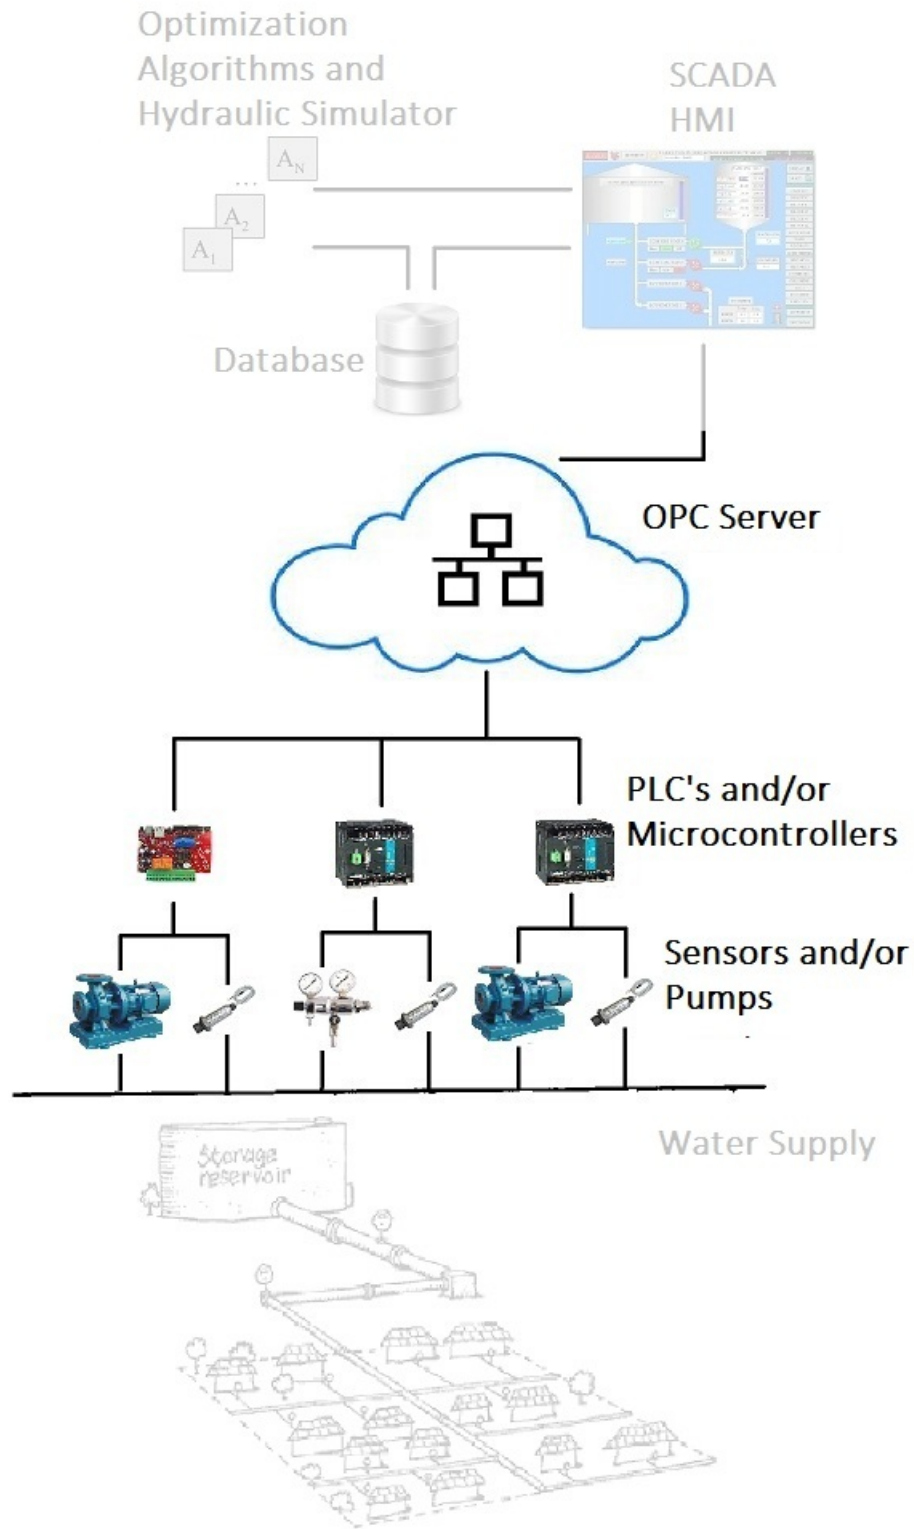 Optimization
Algorithms and
Hydraulic Simulator
SCADA
HMI
A_N
...
A_2
A_1
Database
OPC Server
PLC's and/or
Microcontrollers
Sensors and/or
Pumps
Water Supply
Storage
reservoir